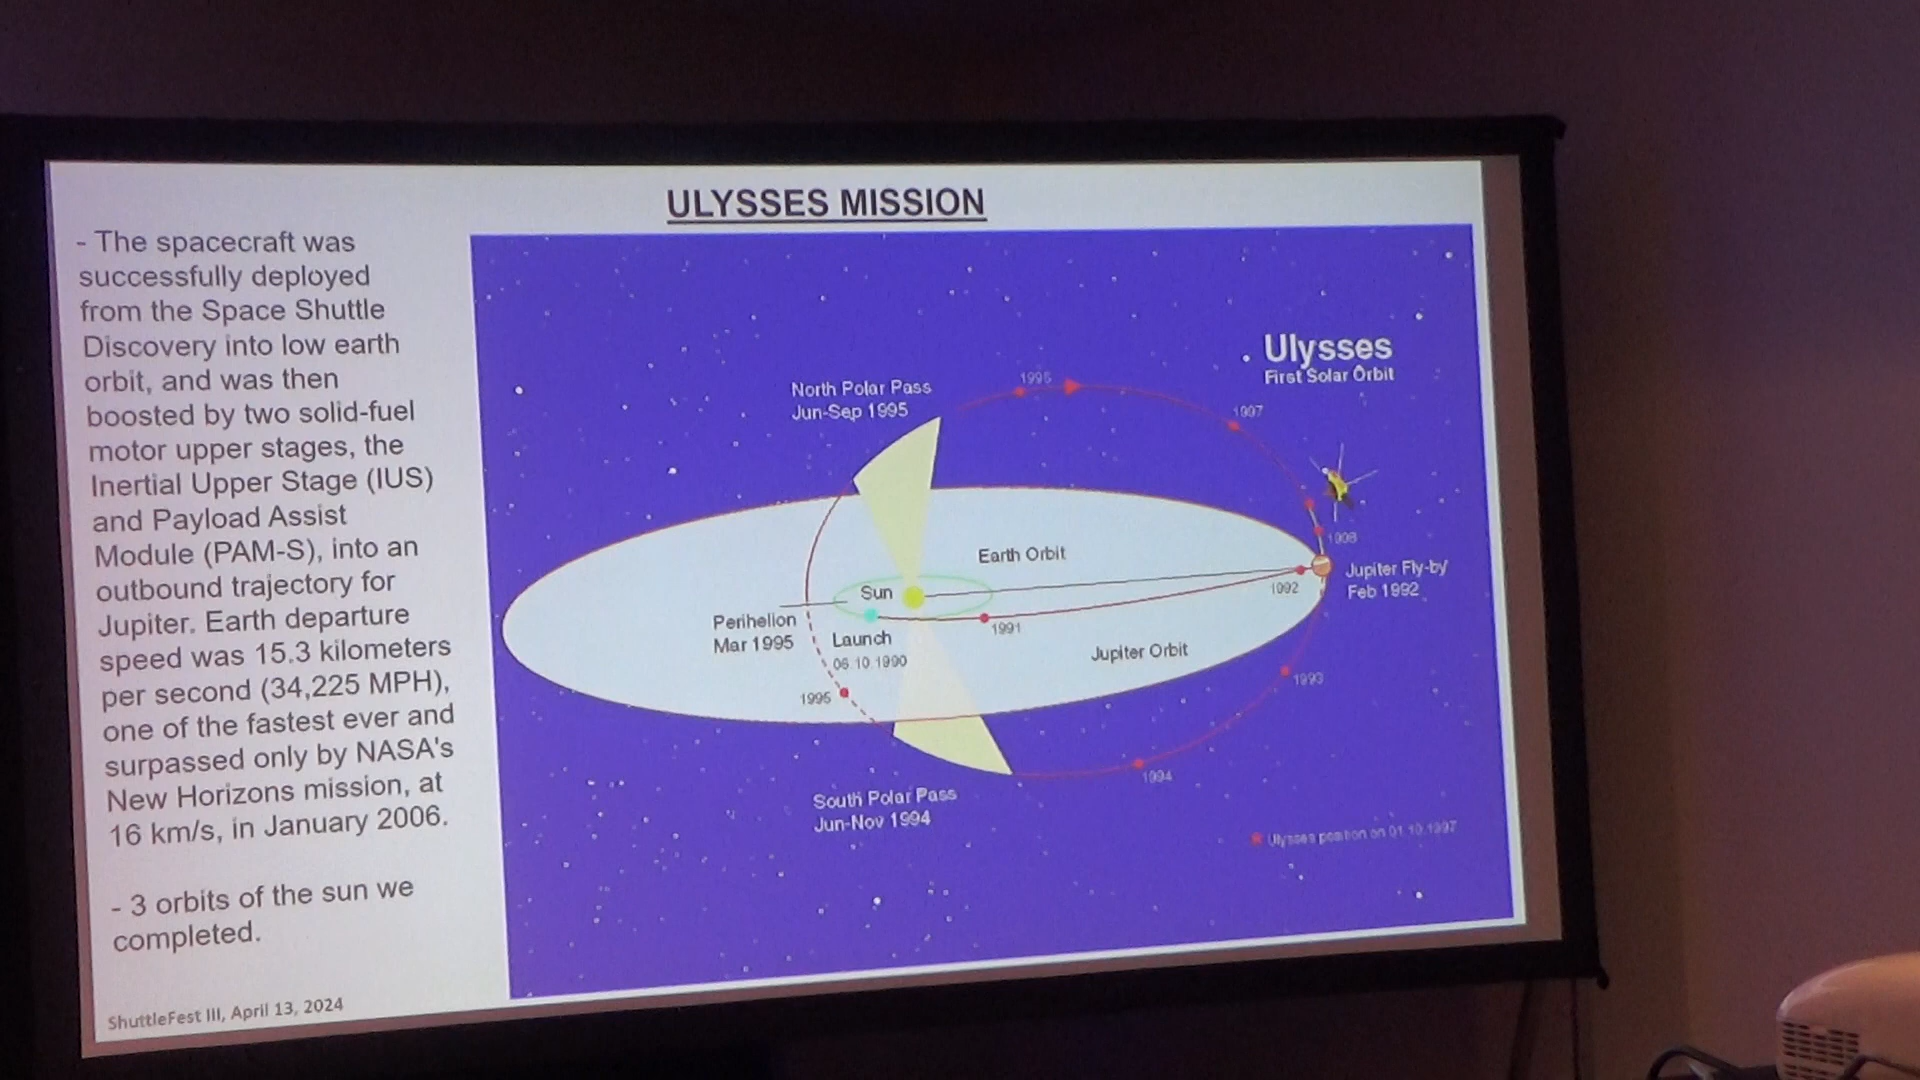 ULYSSES MISSION
- The spacecraft was
successfully deployed
from the Space Shuttle
Discovery into low earth
orbit, and was then
boosted by two solid-fuel
motor upper stages, the
Inertial Upper Stage (IUS)
and Payload Assist
Module (PAM-S), into an
outbound trajectory for
Jupiter. Earth departure
speed was 15.3 kilometers
per second (34,225 MPH),
one of the fastest ever and
surpassed only by NASA's
New Horizons mission, at
16 km/s, in January 2006.
- 3 orbits of the sun we
completed.
ShuttleFest III, April 13, 2024
Ulysses
First Solar Orbit
1996
North Polar Pass
Jun-Sep 1995
1997
1998
Earth Orbit
Jupiter Fly-by
Feb 1992
Sun
1992
Perihelion
Mar 1995
1991
Launch
06.10.1990
Jupiter Orbit
1993
1995
1994
South Polar Pass
Jun-Nov 1994
Ulysses position on 01.10.1997